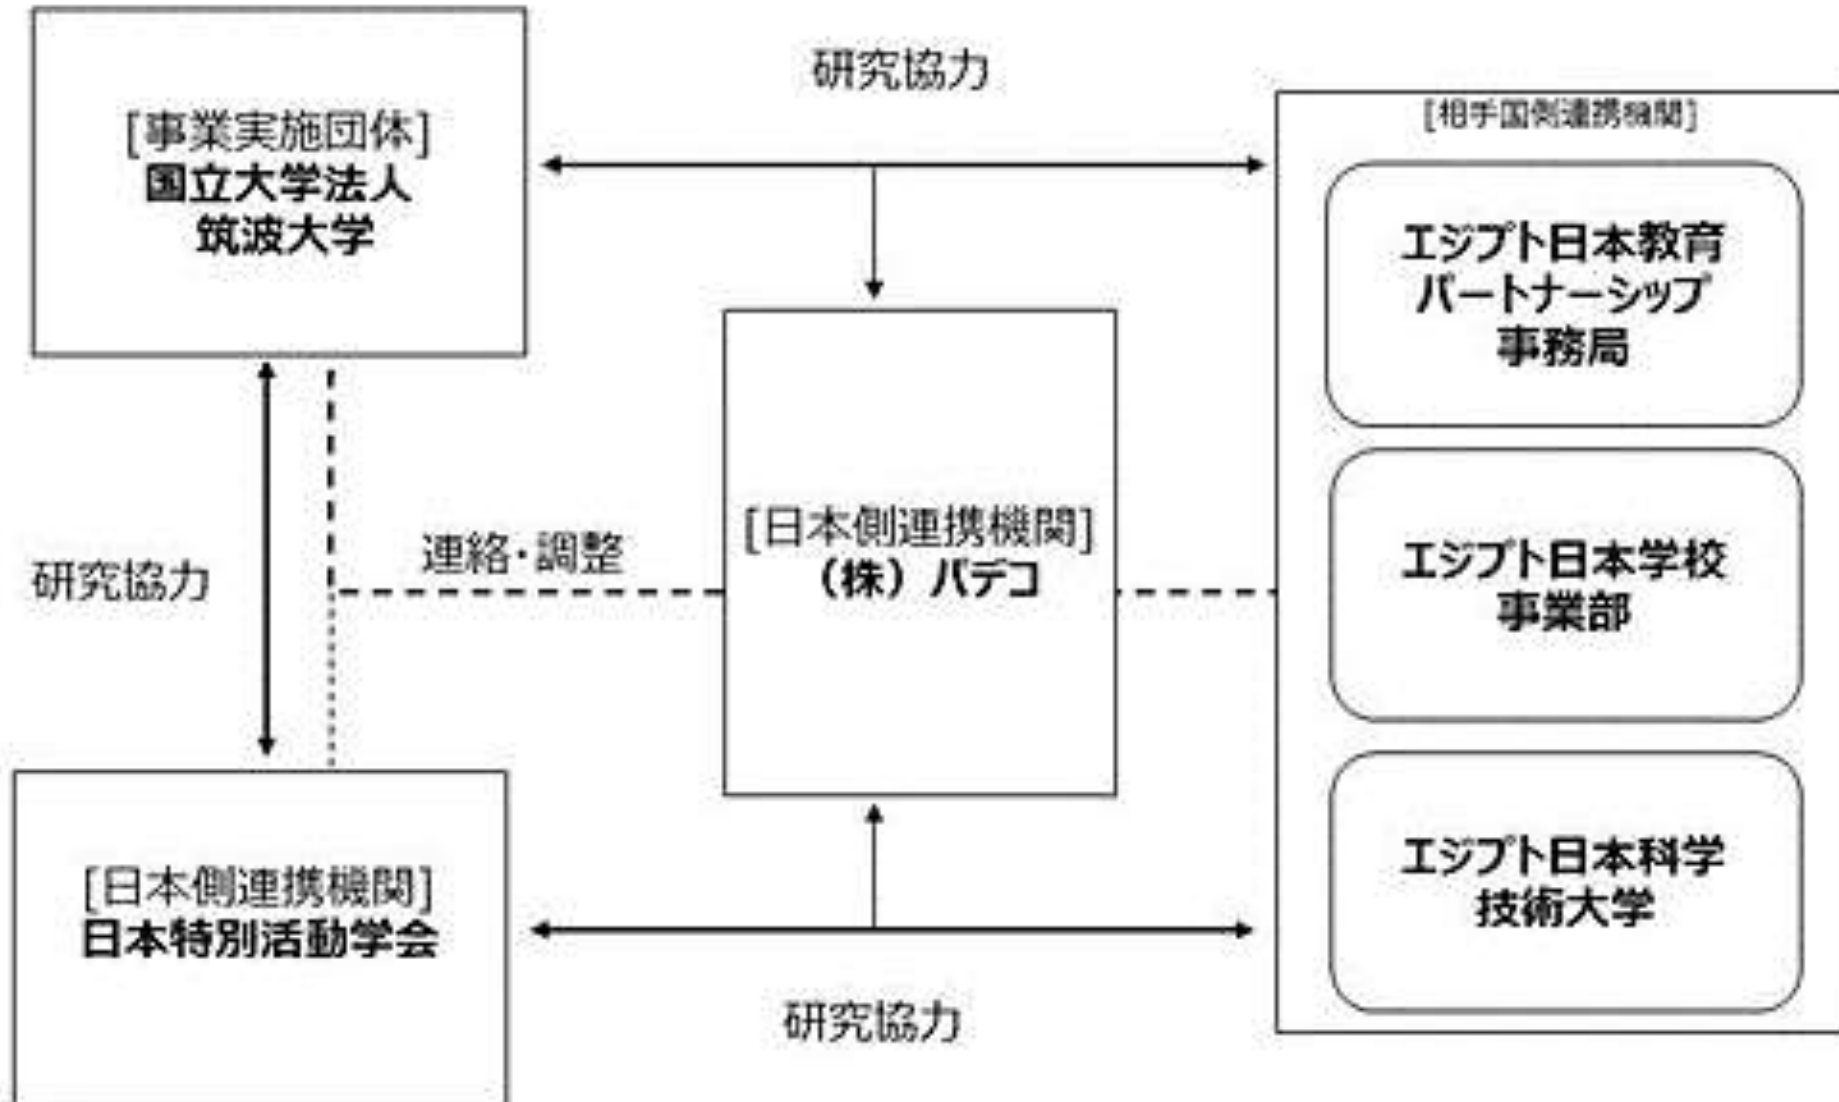 研究協力
[事業実施団体]
国立大学法人
筑波大学
[相手国側連携機関]
エジプト日本教育
パートナーシップ
事務局
研究協力
連絡・調整
[日本側連携機関]
（株）パデコ
エジプト日本学校
事業部
[日本側連携機関]
日本特別活動学会
エジプト日本科学
技術大学
研究協力